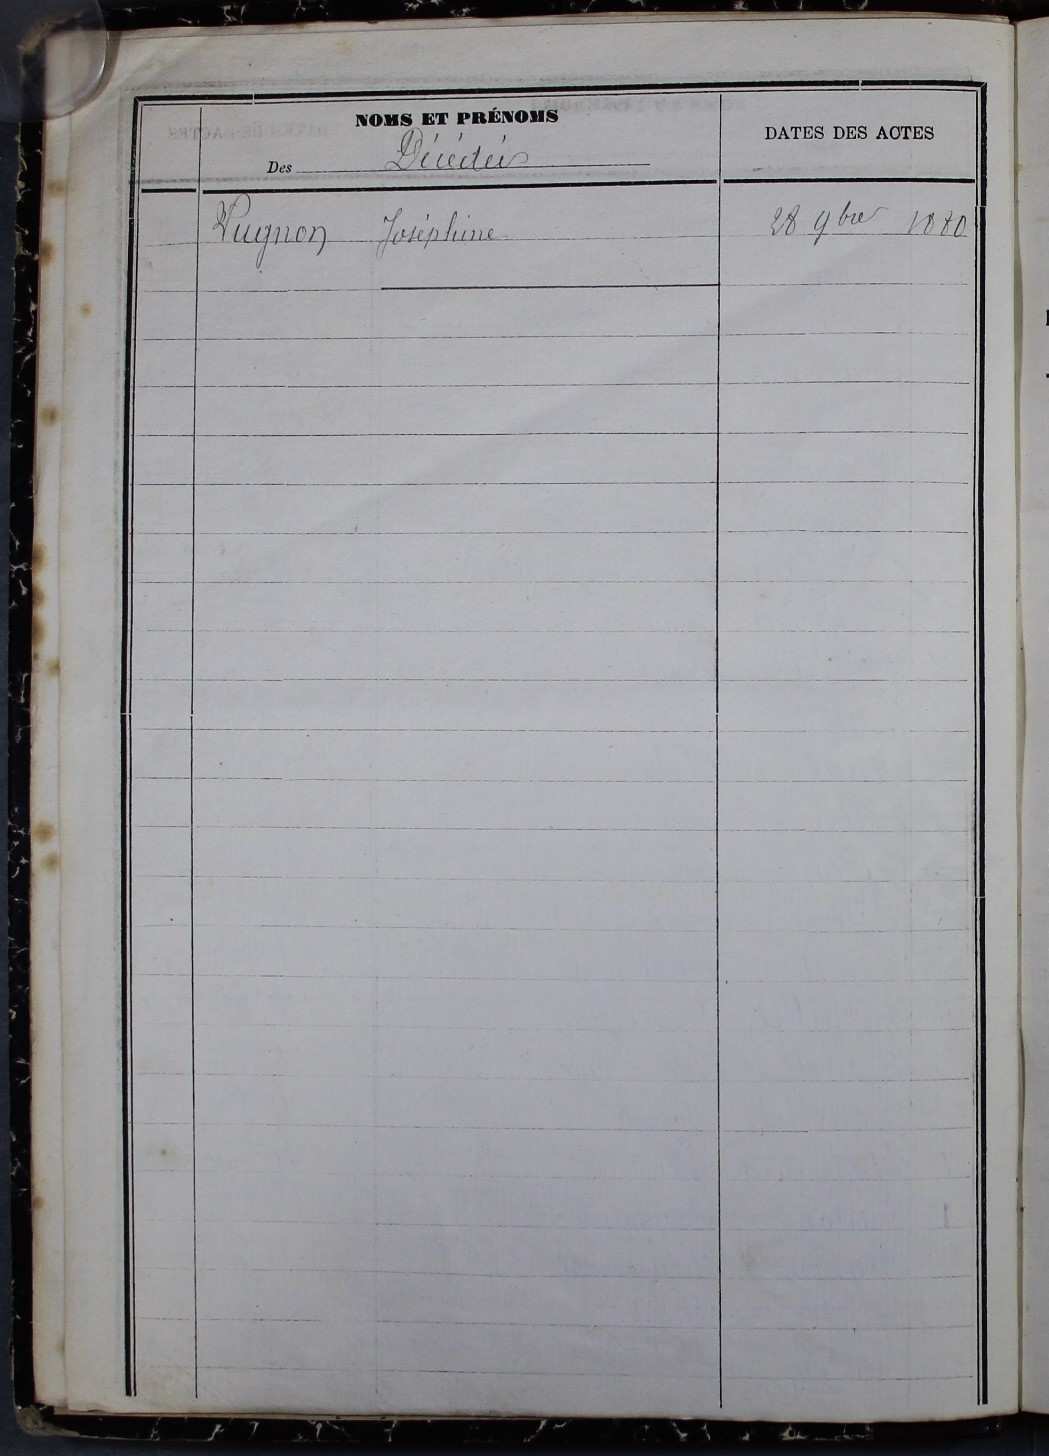 NOMS ET PRÉNOMS
DATES DES ACTES
Des Décédés
Pugnon Joséphine 28 9bre 1880